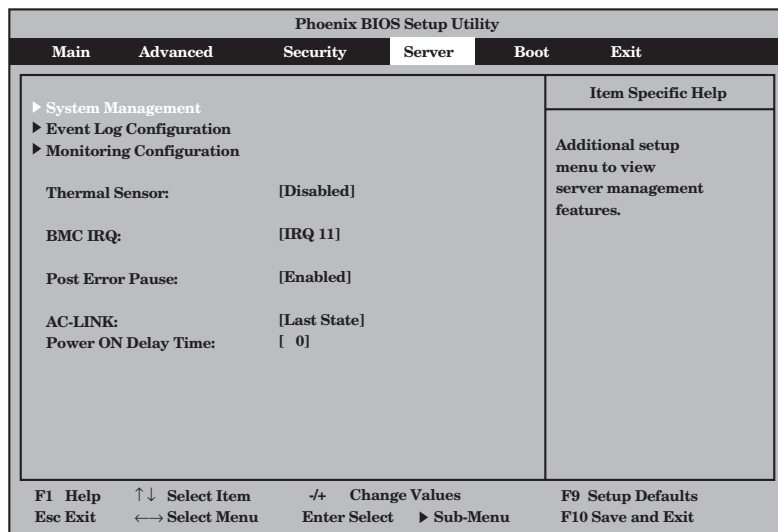 Phoenix BIOS Setup Utility
Main Advanced Security Server Boot Exit
▶ System Management
▶ Event Log Configuration
▶ Monitoring Configuration
Thermal Sensor: [Disabled]
BMC IRQ: [IRQ 11]
Post Error Pause: [Enabled]
AC-LINK: [Last State]
Power ON Delay Time: [ 0]
Item Specific Help
Additional setup
menu to view
server management
features.
F1 Help ↑↓ Select Item -/+ Change Values F9 Setup Defaults
Esc Exit ←→ Select Menu Enter Select ▶ Sub-Menu F10 Save and Exit